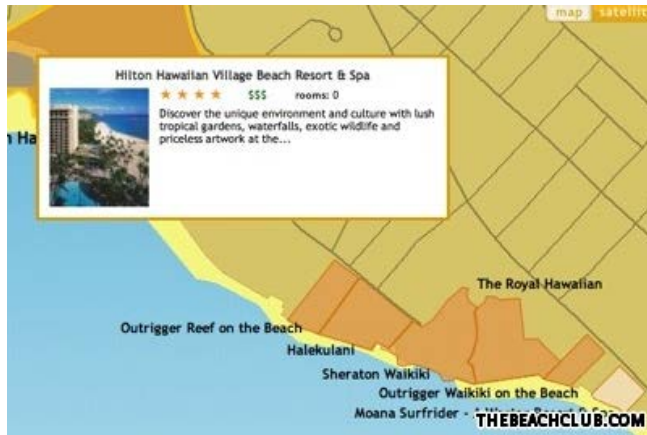 map satellite
Hilton Hawaiian Village Beach Resort & Spa
$$$ rooms: 0
Discover the unique environment and culture with lush
tropical gardens, waterfalls, exotic wildlife and
priceless artwork at the...
The Royal Hawaiian
Outrigger Reef on the Beach
Halekulani
Sheraton Waikiki
Outrigger Waikiki on the Beach
Moana Surfrider -
THEBEACHCLUB.COM